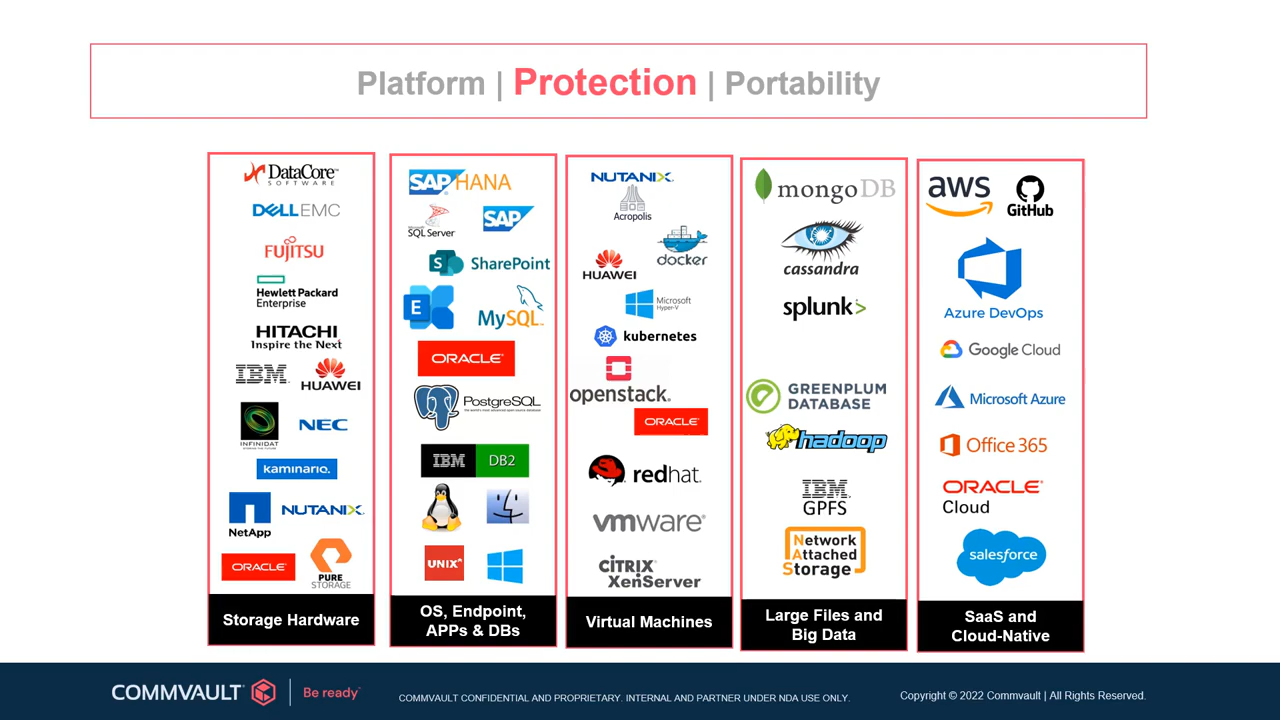 Platform | Protection | Portability
DataCore
SOFTWARE
DELL EMC
FUJITSU
Hewlett Packard
Enterprise
HITACHI
Inspire the Next
IBM
HUAWEI
INFINIDAT
NEC
kaminario.
NetApp
NUTANIX
ORACLE
PURE
STORAGE
Storage Hardware
SAP HANA
SQL Server
SAP
S SharePoint
E
MySQL
ORACLE
PostgreSQL
IBM DB2
UNIX
OS, Endpoint,
APPs & DBs
NUTANIX
Acropolis
docker
HUAWEI
Microsoft
Hyper-V
kubernetes
openstack.
ORACLE
redhat.
vmware
CITRIX
XenServer
Virtual Machines
mongoDB
cassandra
splunk>
GREENPLUM
DATABASE
hadoop
IBM
GPFS
Network
Attached
Storage
Large Files and
Big Data
aws
GitHub
Azure DevOps
Google Cloud
Microsoft Azure
Office 365
ORACLE
Cloud
salesforce
SaaS and
Cloud-Native
COMMVAULT
Be ready
COMMVAULT CONFIDENTIAL AND PROPRIETARY. INTERNAL AND PARTNER UNDER NDA USE ONLY.
Copyright © 2022 Commvault | All Rights Reserved.